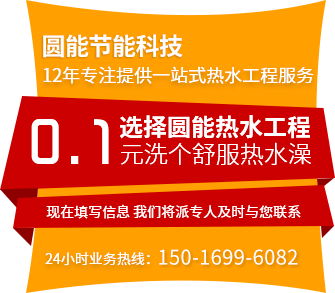 圆能节能科技
12年专注提供一站式热水工程服务
0.1
选择圆能热水工程
元洗个舒服热水澡
现在填写信息 我们将派专人及时与您联系
24小时业务热线：150-1699-6082